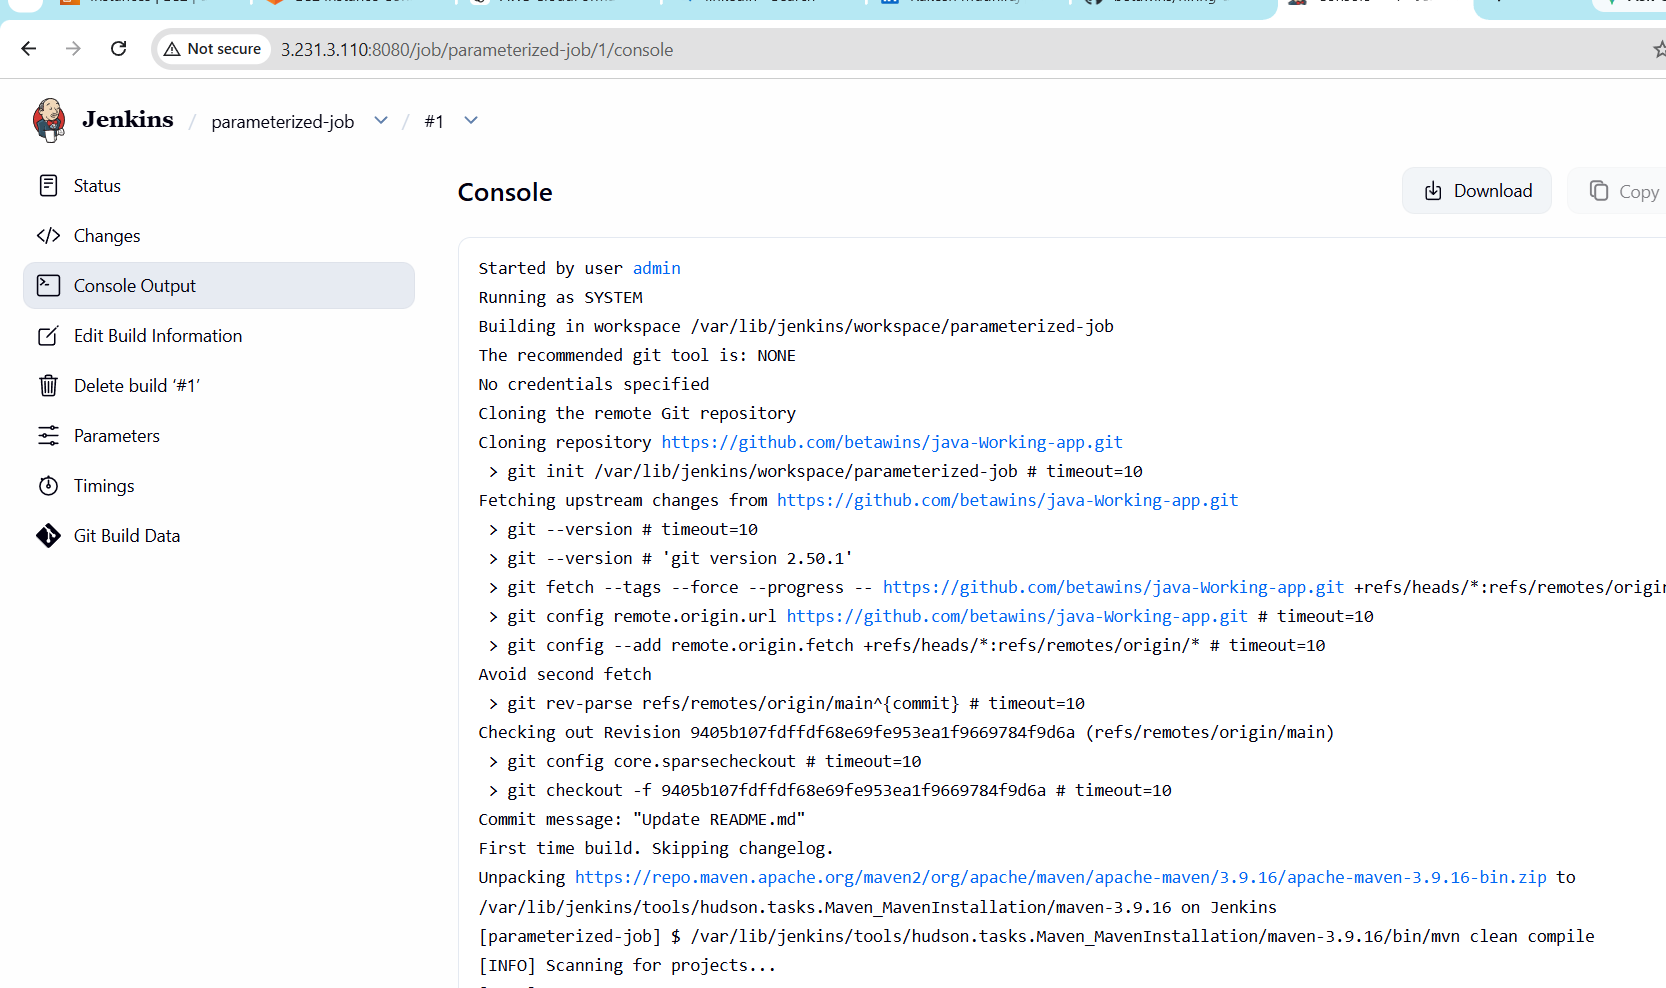 Not secure 3.231.3.110:8080/job/parameterized-job/1/console
Jenkins / parameterized-job / #1
Status
Changes
Console Output
Edit Build Information
Delete build ‘#1’
Parameters
Timings
Git Build Data
Console
Download
Copy
Started by user admin
Running as SYSTEM
Building in workspace /var/lib/jenkins/workspace/parameterized-job
The recommended git tool is: NONE
No credentials specified
Cloning the remote Git repository
Cloning repository https://github.com/betawins/java-Working-app.git
> git init /var/lib/jenkins/workspace/parameterized-job # timeout=10
Fetching upstream changes from https://github.com/betawins/java-Working-app.git
> git --version # timeout=10
> git --version # 'git version 2.50.1'
> git fetch --tags --force --progress -- https://github.com/betawins/java-Working-app.git +refs/heads/*:refs/remotes/origin
> git config remote.origin.url https://github.com/betawins/java-Working-app.git # timeout=10
> git config --add remote.origin.fetch +refs/heads/*:refs/remotes/origin/* # timeout=10
Avoid second fetch
> git rev-parse refs/remotes/origin/main^{commit} # timeout=10
Checking out Revision 9405b107fdffdf68e69fe953ea1f9669784f9d6a (refs/remotes/origin/main)
> git config core.sparsecheckout # timeout=10
> git checkout -f 9405b107fdffdf68e69fe953ea1f9669784f9d6a # timeout=10
Commit message: "Update README.md"
First time build. Skipping changelog.
Unpacking https://repo.maven.apache.org/maven2/org/apache/maven/apache-maven/3.9.16/apache-maven-3.9.16-bin.zip to
/var/lib/jenkins/tools/hudson.tasks.Maven_MavenInstallation/maven-3.9.16 on Jenkins
[parameterized-job] $ /var/lib/jenkins/tools/hudson.tasks.Maven_MavenInstallation/maven-3.9.16/bin/mvn clean compile
[INFO] Scanning for projects...